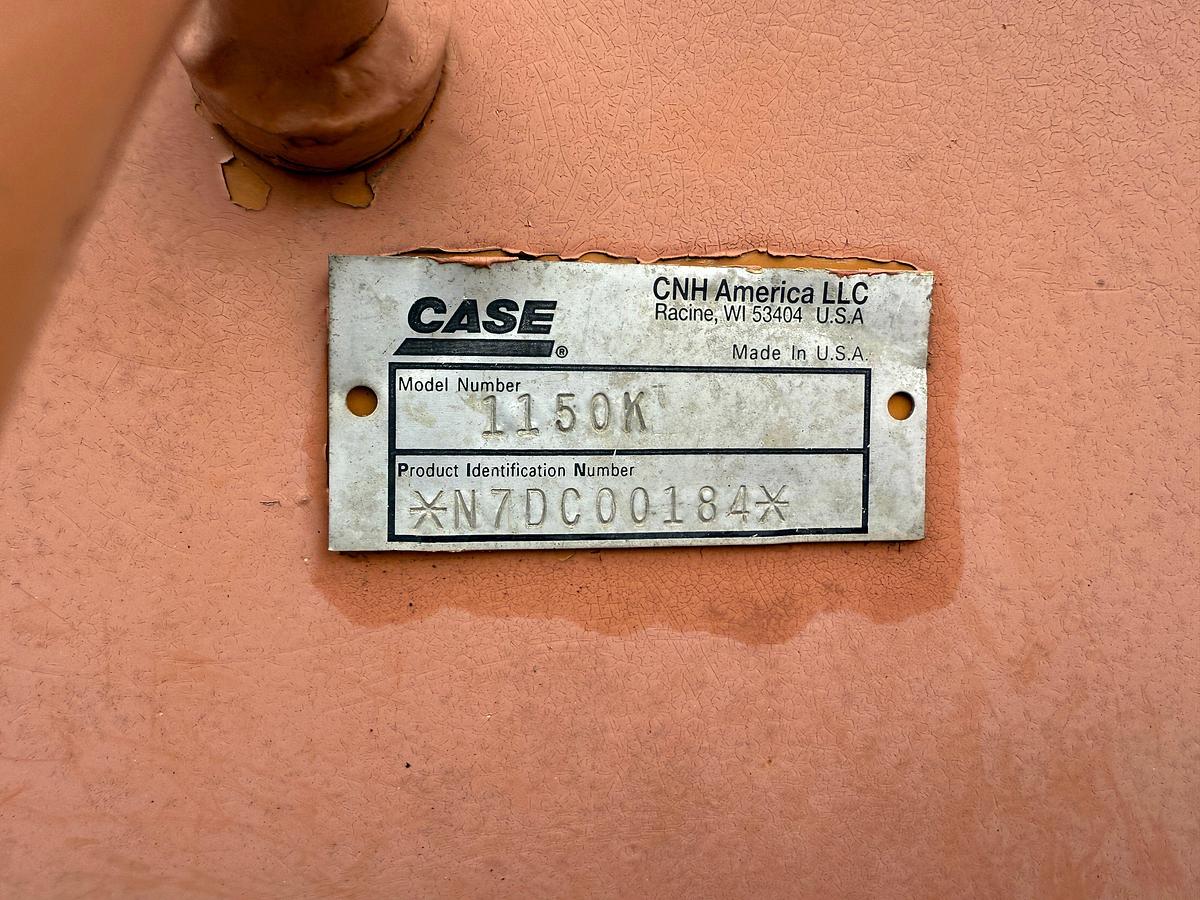 CASE®
CNH America LLC
Racine, WI 53404 U.S.A
Made In U.S.A.
Model Number
1150K
Product Identification Number
*N7DC00184*